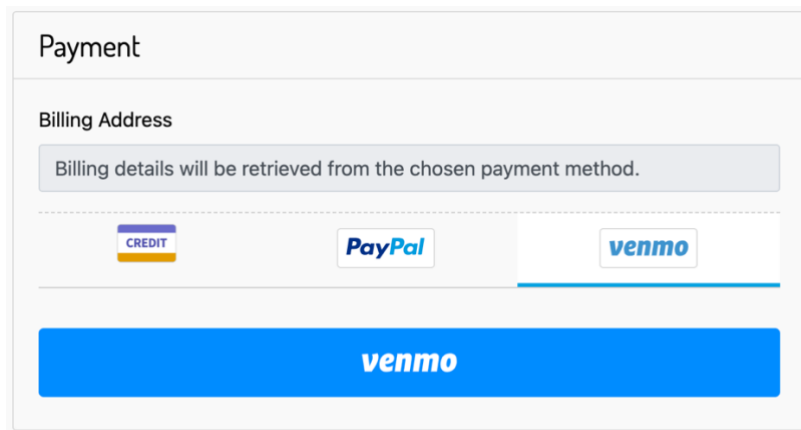 Payment
Billing Address
Billing details will be retrieved from the chosen payment method.
CREDIT PayPal venmo
venmo